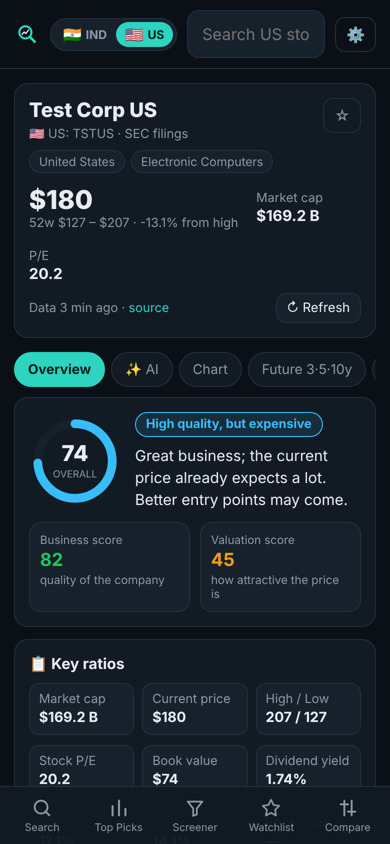 🇮🇳 IND
🇺🇸 US
Search US sto
⚙️
Test Corp US
☆
🇺🇸 US: TSTUS · SEC filings
United States
Electronic Computers
$180
52w $127 – $207 · -13.1% from high
Market cap
$169.2 B
P/E
20.2
Data 3 min ago · source
↻ Refresh
Overview
✨ AI
Chart
Future 3·5·10y
74
OVERALL
High quality, but expensive
Great business; the current
price already expects a lot.
Better entry points may come.
Business score
82
quality of the company
Valuation score
45
how attractive the price
is
📋 Key ratios
Market cap
$169.2 B
Current price
$180
High / Low
207 / 127
Stock P/E
20.2
Book value
$74
Dividend yield
1.74%
Search
Top Picks
Screener
Watchlist
Compare